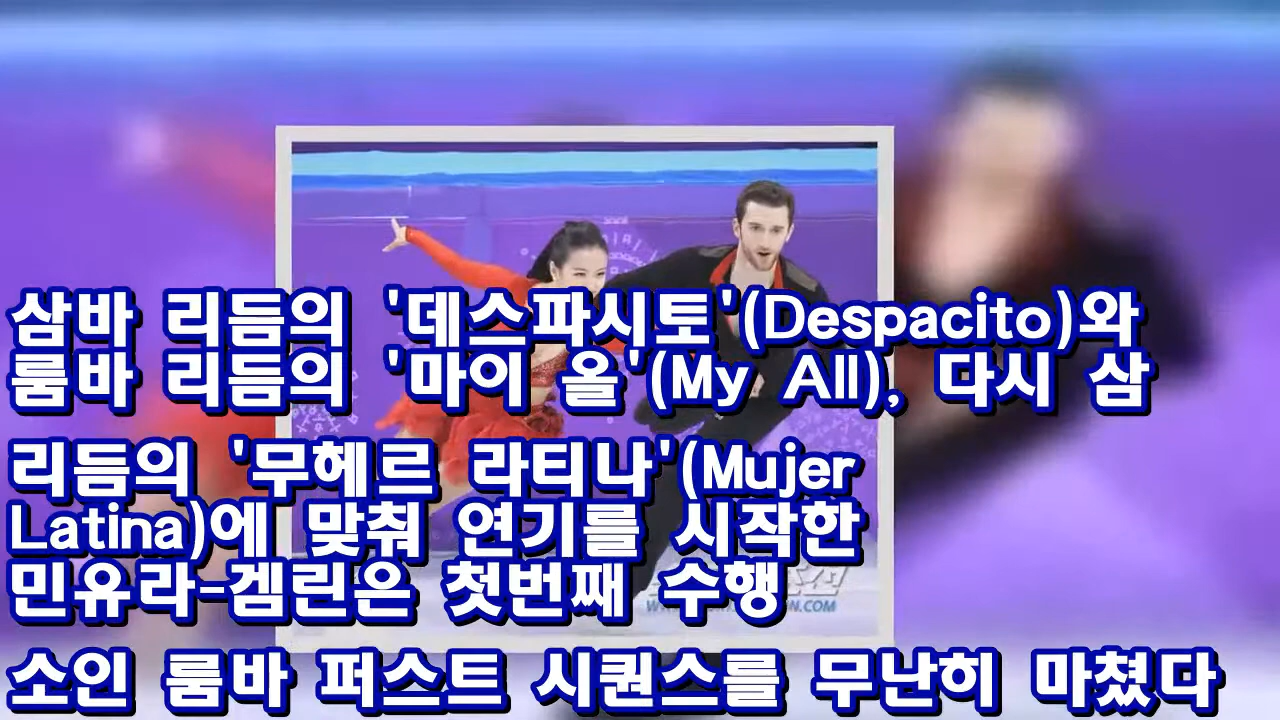 삼바 리듬의 '데스파시토'(Despacito)와
룸바 리듬의 '마이 올'(My All), 다시 삼
리듬의 '무헤르 라티나'(Mujer
Latina)에 맞춰 연기를 시작한
민유라-겜린은 첫번째 수행
소인 룸바 퍼스트 시퀀스를 무난히 마쳤다